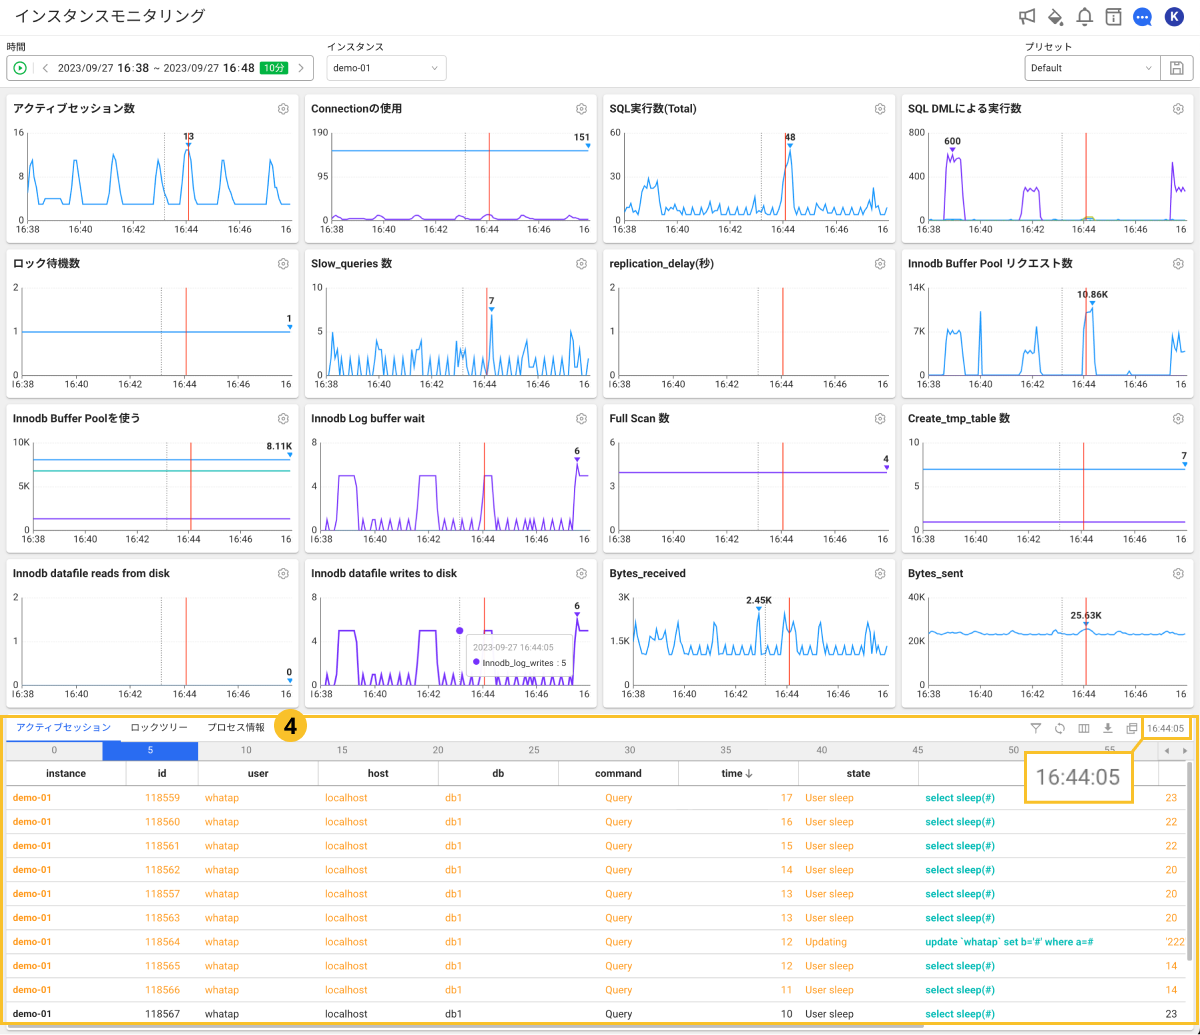 インスタンスモニタリング
K
時間
インスタンス
プリセット
2023/09/27 16:38 ~ 2023/09/27 16:48 10分
demo-01
Default
アクティブセッション数
16
8
0
13
16:38 16:40 16:42 16:44 16:46 16
Connectionの使用
190
95
0
151
16:38 16:40 16:42 16:44 16:46 16
SQL実行数(Total)
60
30
0
48
16:38 16:40 16:42 16:44 16:46 16
SQL DMLによる実行数
800
400
0
600
16:38 16:40 16:42 16:44 16:46 16
ロック待機数
2
1
0
1
16:38 16:40 16:42 16:44 16:46 16
Slow_queries 数
10
5
0
7
16:38 16:40 16:42 16:44 16:46 16
replication_delay(秒)
2
1
0
16:38 16:40 16:42 16:44 16:46 16
Innodb Buffer Pool リクエスト数
14K
7K
0
10.86K
16:38 16:40 16:42 16:44 16:46 16
Innodb Buffer Poolを使う
10K
5K
0
8.11K
16:38 16:40 16:42 16:44 16:46 16
Innodb Log buffer wait
8
4
0
6
16:38 16:40 16:42 16:44 16:46 16
Full Scan 数
6
3
0
4
16:38 16:40 16:42 16:44 16:46 16
Create_tmp_table 数
10
5
0
7
16:38 16:40 16:42 16:44 16:46 16
Innodb datafile reads from disk
2
1
0
0
16:38 16:40 16:42 16:44 16:46 16
Innodb datafile writes to disk
8
4
0
6
2023-09-27 16:44:05
Innodb_log_writes : 5
16:38 16:40 16:42 16:44 16:46 16
Bytes_received
3K
1.5K
0
2.45K
16:38 16:40 16:42 16:44 16:46 16
Bytes_sent
40K
20K
0
25.63K
16:38 16:40 16:42 16:44 16:46 16
アクティブセッション ロックツリー プロセス情報 4 16:44:05
0 5 10 15 20 25 30 35 40 45 50 55
16:44:05
instance id user host db command time state
demo-01 118559 whatap localhost db1 Query 17 User sleep select sleep(#) 23
demo-01 118560 whatap localhost db1 Query 16 User sleep select sleep(#) 22
demo-01 118561 whatap localhost db1 Query 15 User sleep select sleep(#) 22
demo-01 118562 whatap localhost db1 Query 14 User sleep select sleep(#) 20
demo-01 118557 whatap localhost db1 Query 13 User sleep select sleep(#) 20
demo-01 118563 whatap localhost db1 Query 13 User sleep select sleep(#) 20
demo-01 118564 whatap localhost db1 Query 12 Updating update `whatap` set b='#' where a=# '222
demo-01 118565 whatap localhost db1 Query 12 User sleep select sleep(#) 14
demo-01 118566 whatap localhost db1 Query 11 User sleep select sleep(#) 14
demo-01 118567 whatap localhost db1 Query 10 User sleep select sleep(#) 23